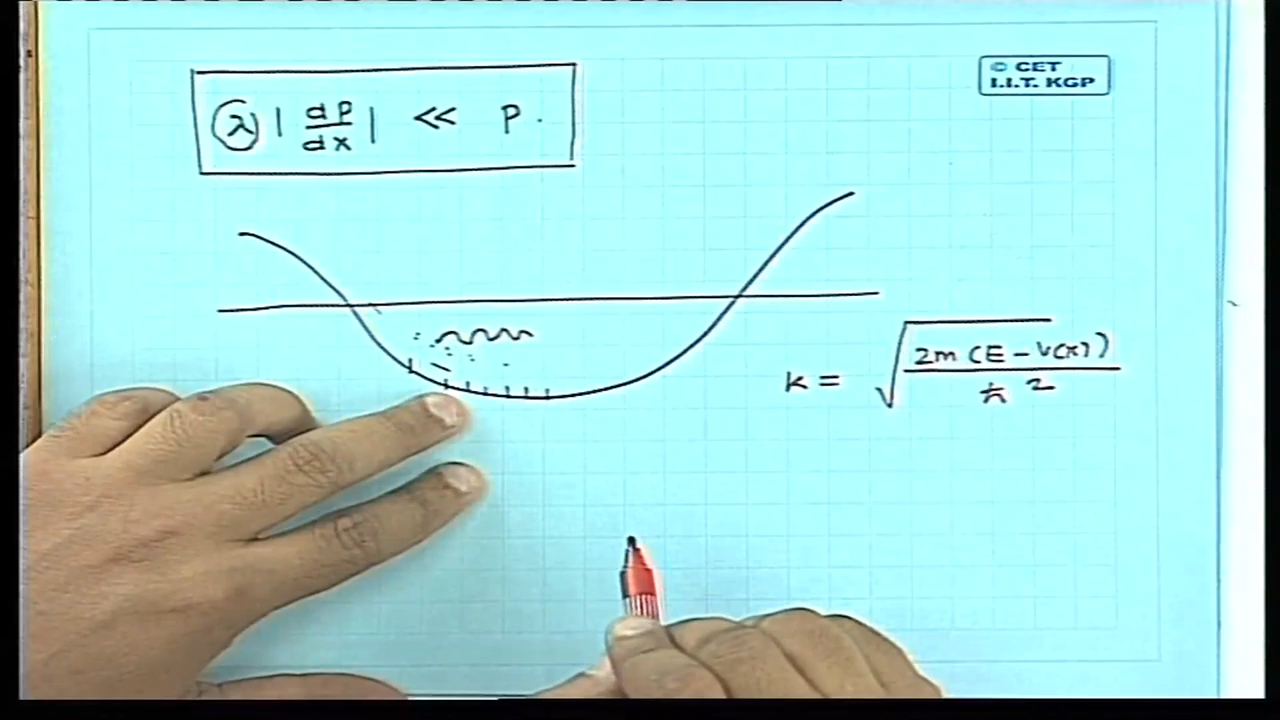 © CET
I.I.T. KGP
λ | dp/dx | << p.
k = √(2m (E - V(x)) / ħ²)